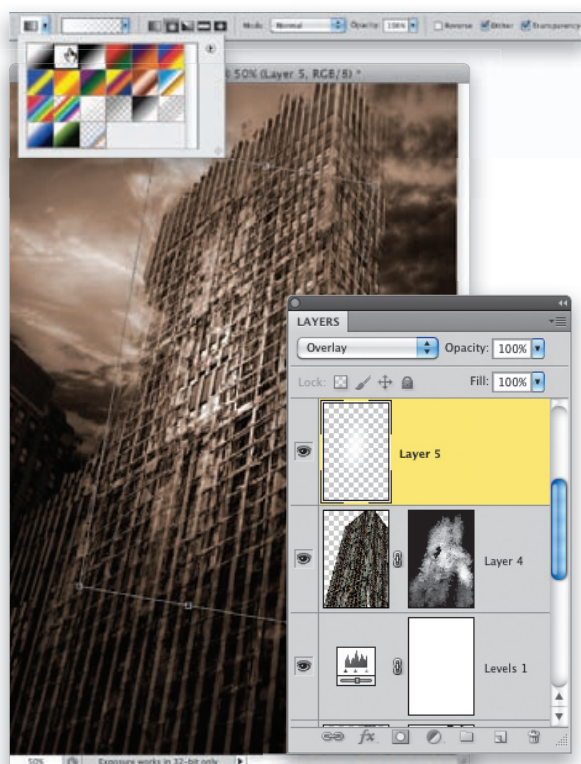 Mode: Normal Opacity: 100% Reverse Dither Transparency
50% (Layer 5, RGB/8) *
LAYERS
Overlay Opacity: 100%
Lock: Fill: 100%
Layer 5
Layer 4
Levels 1
fx
50% Exposure works in 32-bit only